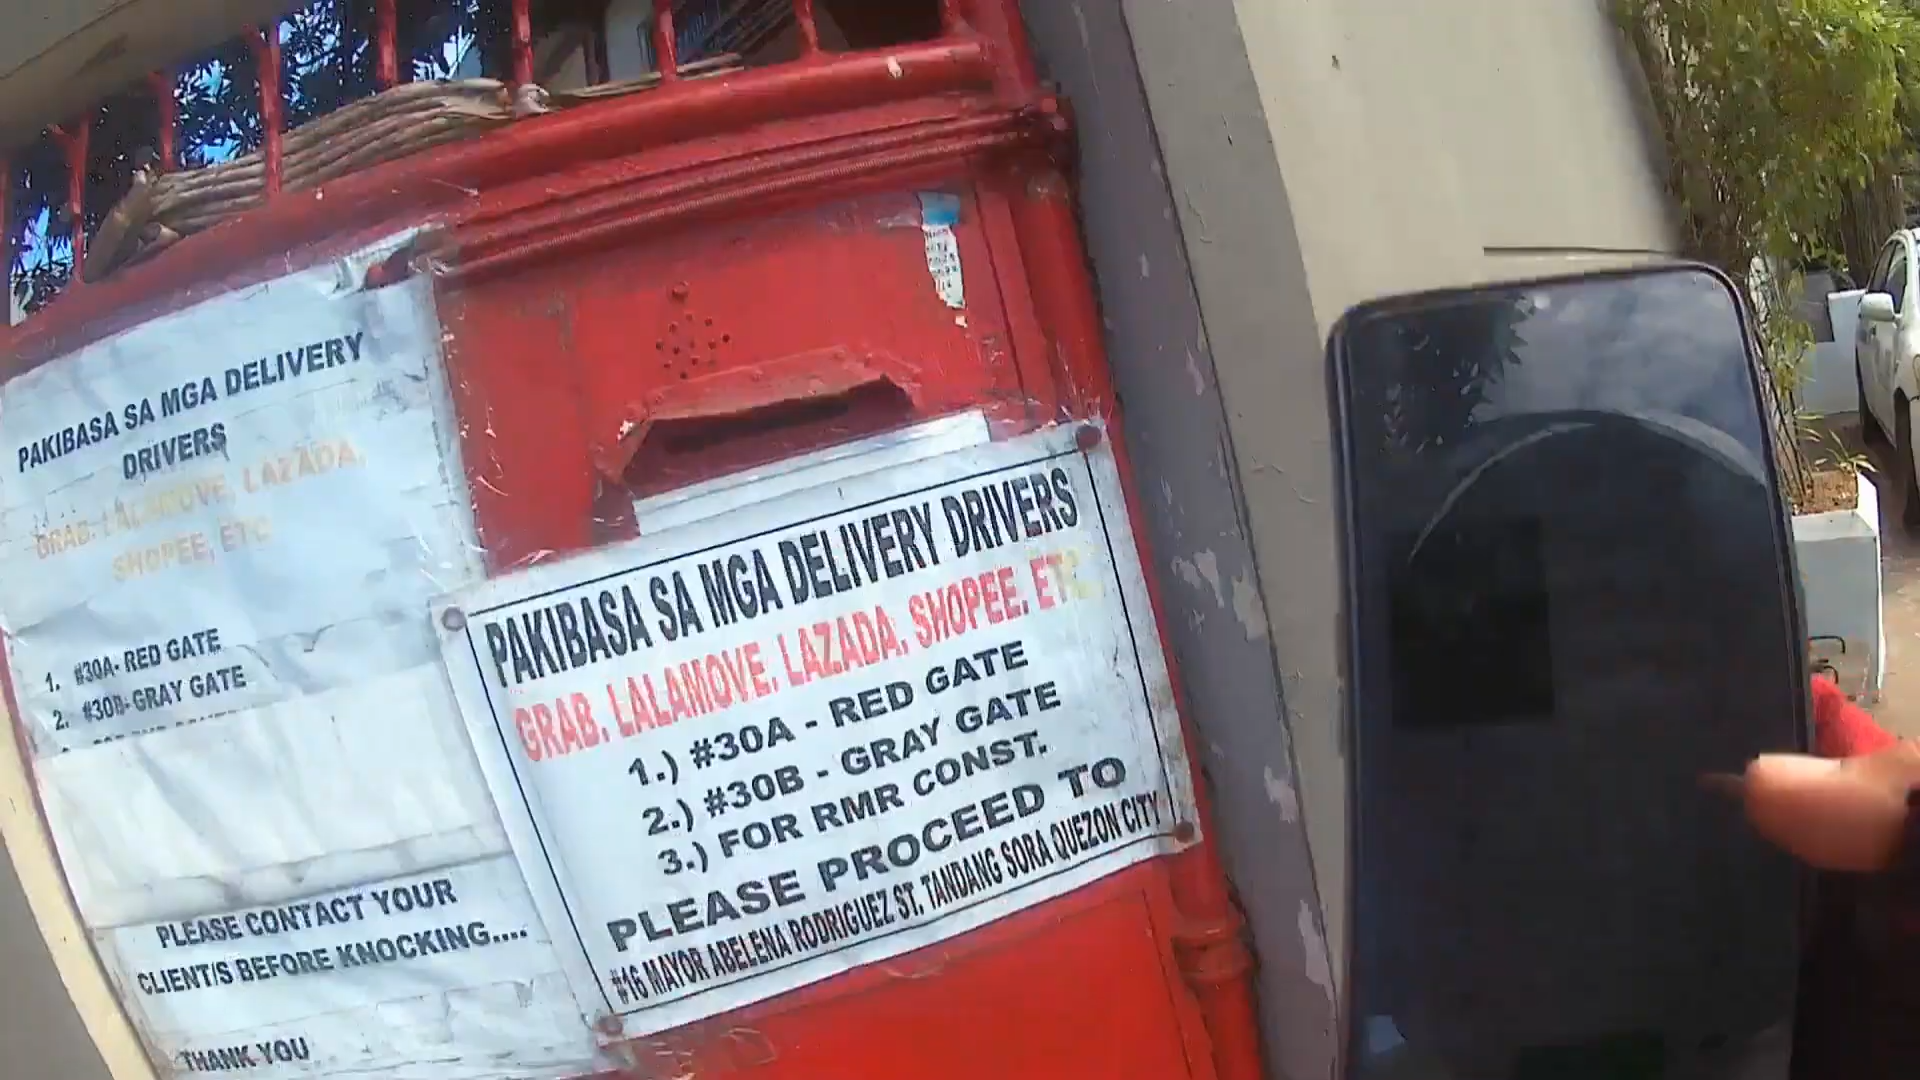 PAKIBASA SA MGA DELIVERY
DRIVERS
GRAB. LALAMOVE, LAZADA,
SHOPEE, ETC
1. #30A- RED GATE
2. #30B- GRAY GATE
PLEASE CONTACT YOUR
CLIENT/S BEFORE KNOCKING....
THANK YOU
PAKIBASA SA MGA DELIVERY DRIVERS
GRAB. LALAMOVE. LAZADA. SHOPEE. ETC.
1.) #30A - RED GATE
2.) #30B - GRAY GATE
3.) FOR RMR CONST.
PLEASE PROCEED TO
#16 MAYOR ABELENA RODRIGUEZ ST. TANDANG SORA QUEZON CITY